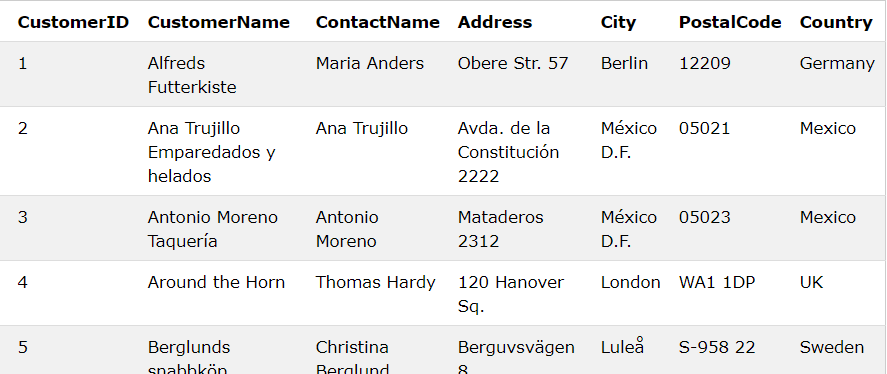 CustomerID CustomerName ContactName Address City PostalCode Country
1 Alfreds Futterkiste Maria Anders Obere Str. 57 Berlin 12209 Germany
2 Ana Trujillo Emparedados y helados Ana Trujillo Avda. de la Constitución 2222 México D.F. 05021 Mexico
3 Antonio Moreno Taquería Antonio Moreno Mataderos 2312 México D.F. 05023 Mexico
4 Around the Horn Thomas Hardy 120 Hanover Sq. London WA1 1DP UK
5 Berglunds snabbköp Christina Berglund Berguvsvägen 8 Luleå S-958 22 Sweden